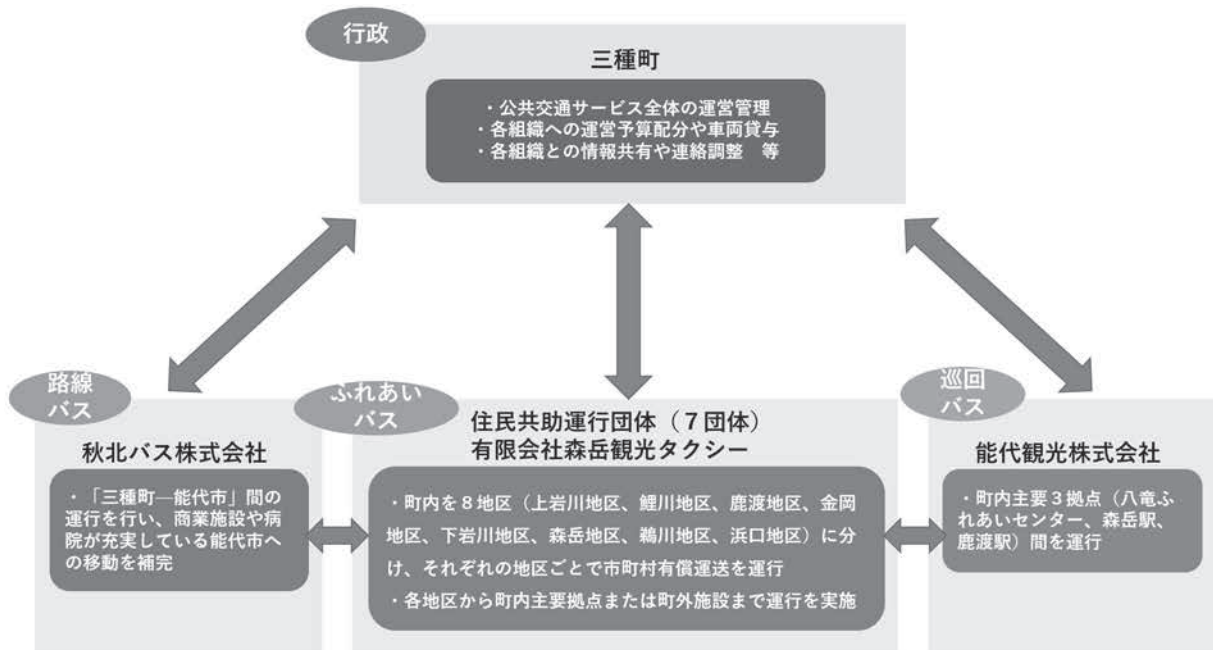 行政
三種町
・公共交通サービス全体の運営管理
・各組織への運営予算配分や車両貸与
・各組織との情報共有や連絡調整　等
路線
バス
秋北バス株式会社
・「三種町―能代市」間の
運行を行い、商業施設や病
院が充実している能代市へ
の移動を補完
ふれあい
バス
住民共助運行団体（７団体）
有限会社森岳観光タクシー
・町内を８地区（上岩川地区、鯉川地区、鹿渡地区、金岡
地区、下岩川地区、森岳地区、鵜川地区、浜口地区）に分
け、それぞれの地区ごとで市町村有償運送を運行
・各地区から町内主要拠点または町外施設まで運行を実施
巡回
バス
能代観光株式会社
・町内主要３拠点（八竜ふ
れあいセンター、森岳駅、
鹿渡駅）間を運行